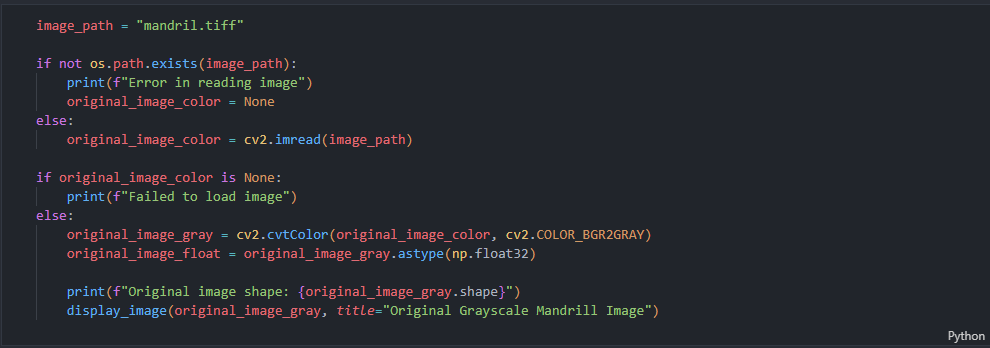 image_path = "mandril.tiff"

if not os.path.exists(image_path):
    print(f"Error in reading image")
    original_image_color = None
else:
    original_image_color = cv2.imread(image_path)

if original_image_color is None:
    print(f"Failed to load image")
else:
    original_image_gray = cv2.cvtColor(original_image_color, cv2.COLOR_BGR2GRAY)
    original_image_float = original_image_gray.astype(np.float32)

    print(f"Original image shape: {original_image_gray.shape}")
    display_image(original_image_gray, title="Original Grayscale Mandrill Image")
Python